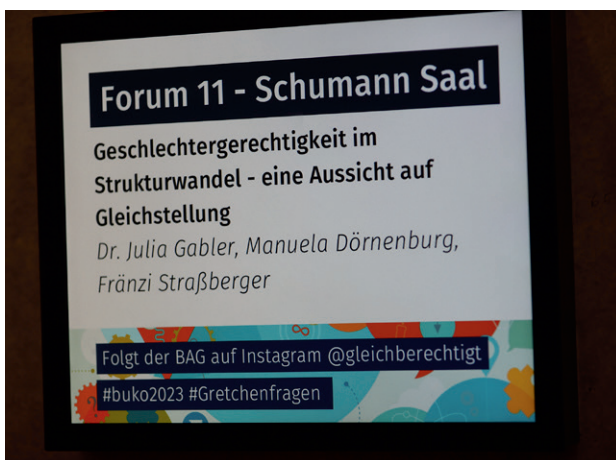 Forum 11 - Schumann Saal
Geschlechtergerechtigkeit im
Strukturwandel - eine Aussicht auf
Gleichstellung
Dr. Julia Gabler, Manuela Dörnenburg,
Fränzi Straßberger
Folgt der BAG auf Instagram @gleichberechtigt
#buko2023 #Gretchenfragen